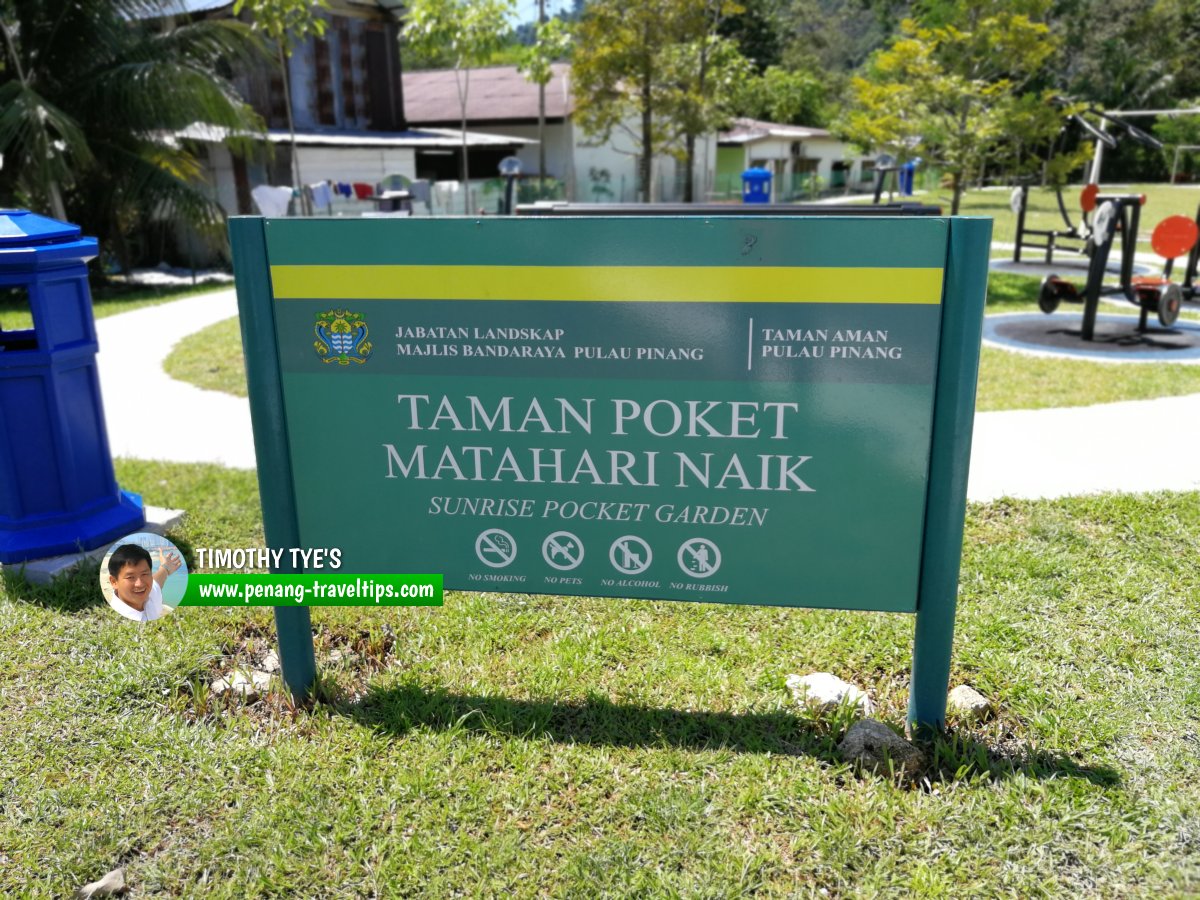 JABATAN LANDSKAP
MAJLIS BANDARAYA PULAU PINANG
TAMAN AMAN
PULAU PINANG
TAMAN POKET
MATAHARI NAIK
SUNRISE POCKET GARDEN
NO SMOKING
NO PETS
NO ALCOHOL
NO RUBBISH
TIMOTHY TYE'S
www.penang-traveltips.com